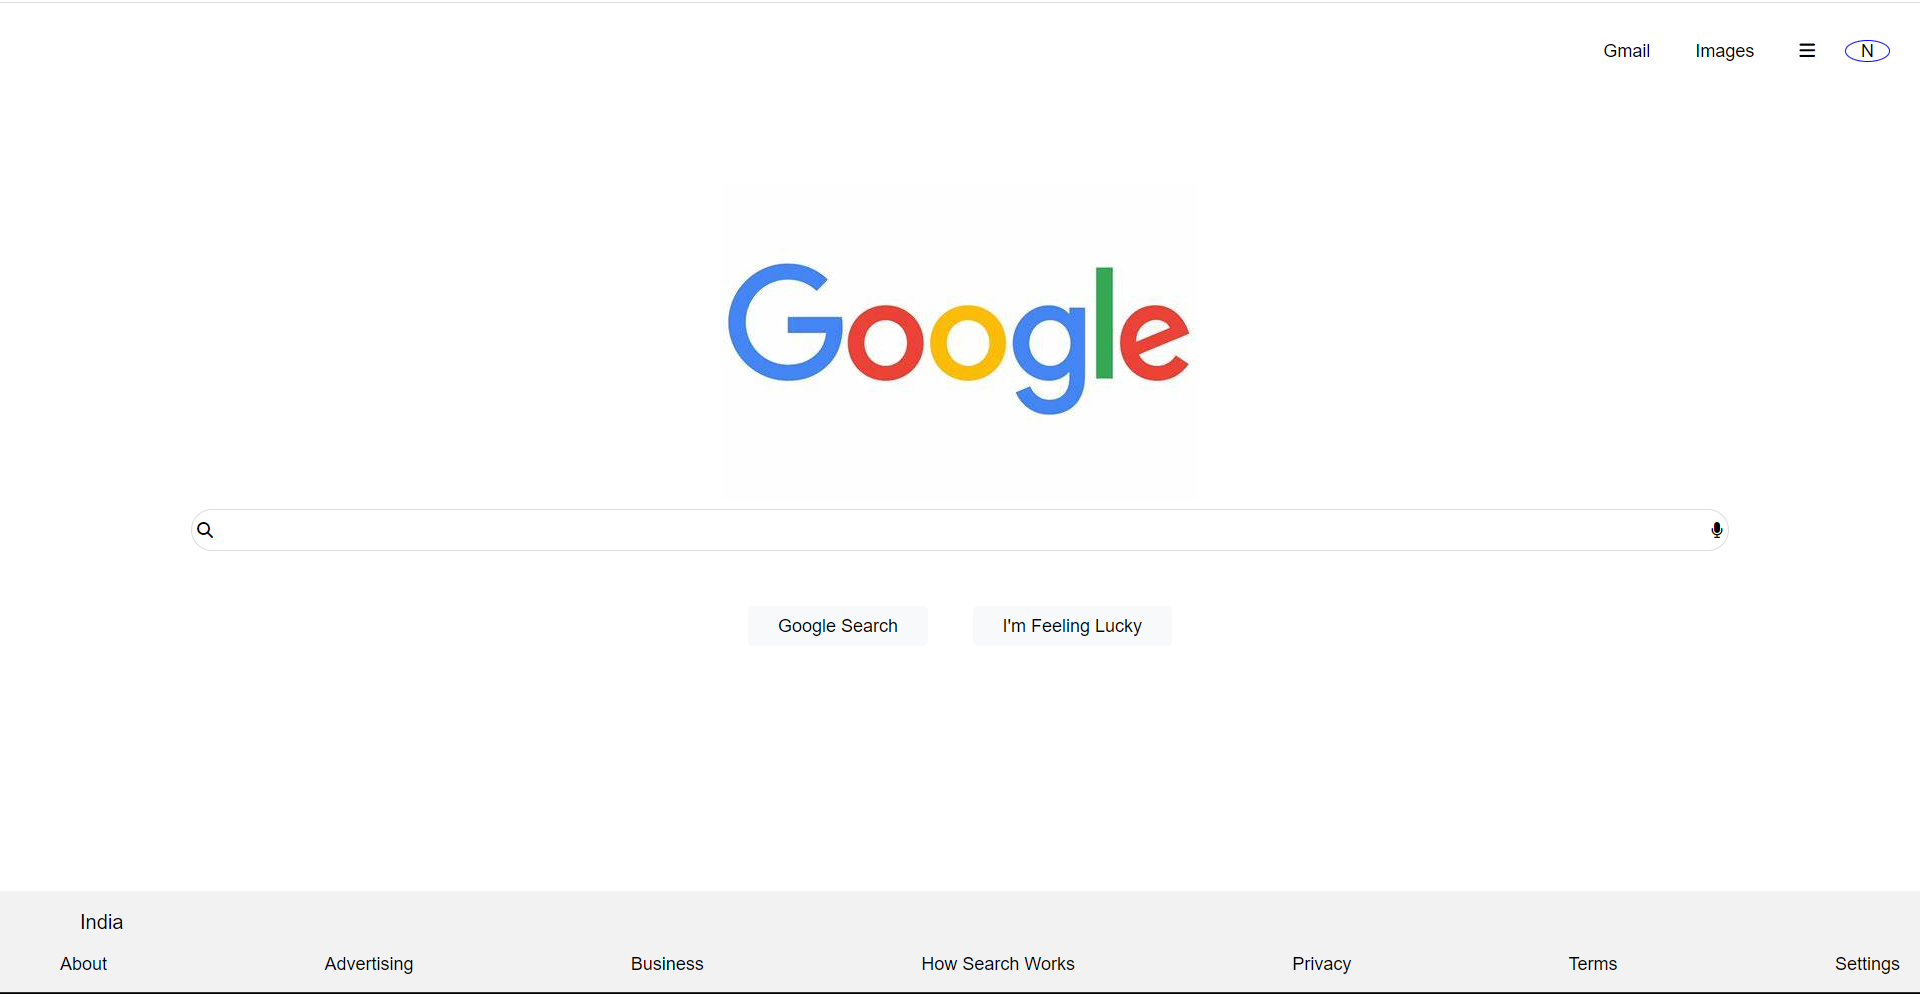 Gmail Images N
Google
Google Search I'm Feeling Lucky
India
About Advertising Business How Search Works Privacy Terms Settings